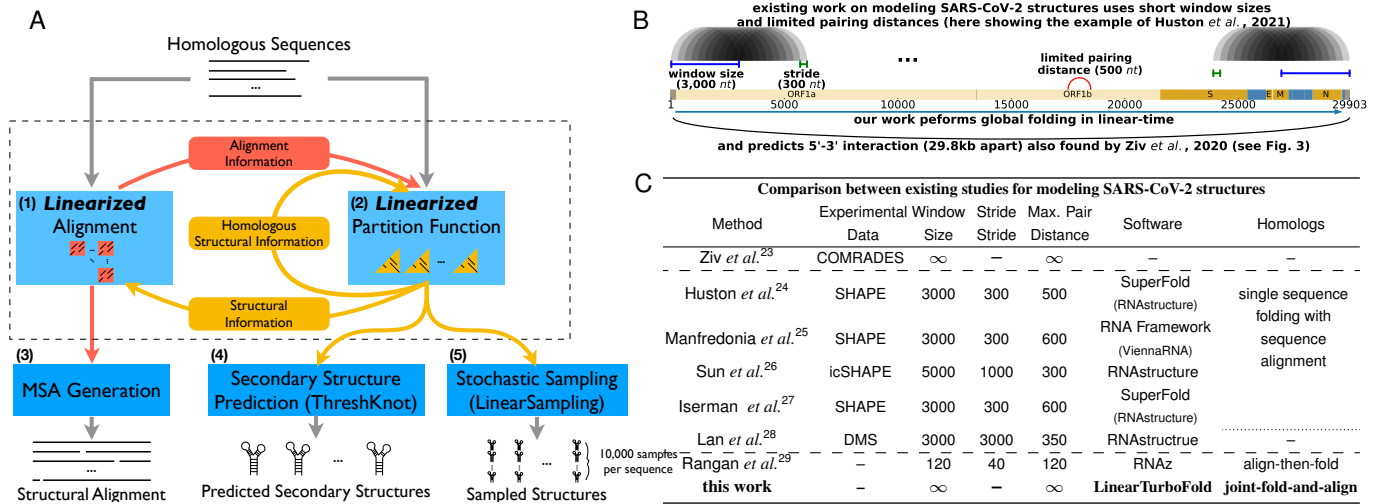 A
Homologous Sequences
...
Alignment
Information
(1) Linearized
Alignment
...
Homologous
Structural Information
(2) Linearized
Partition Function
...
Structural
Information
(3)
MSA Generation
(4)
Secondary Structure
Prediction (ThreshKnot)
(5)
Stochastic Sampling
(LinearSampling)
...
Structural Alignment
...
Predicted Secondary Structures
...
10,000 samples
per sequence
Sampled Structures
B
existing work on modeling SARS-CoV-2 structures uses short window sizes
and limited pairing distances (here showing the example of Huston et al., 2021)
...
window size
(3,000 nt)
stride
(300 nt)
limited pairing
distance (500 nt)
ORF1a ORF1b S E M N
1 5000 10000 15000 20000 25000 29903
our work peforms global folding in linear-time
and predicts 5'-3' interaction (29.8kb apart) also found by Ziv et al., 2020 (see Fig. 3)
C
Comparison between existing studies for modeling SARS-CoV-2 structures
Method Experimental Data Window Size Stride Stride Max. Pair Distance Software Homologs
Ziv et al.23 COMRADES ∞ – ∞ – –
Huston et al.24 SHAPE 3000 300 500 SuperFold (RNAstructure)
Manfredonia et al.25 SHAPE 3000 300 600 RNA Framework (ViennaRNA)
Sun et al.26 icSHAPE 5000 1000 300 RNAstructure
Iserman et al.27 SHAPE 3000 300 600 SuperFold (RNAstructure)
single sequence
folding with
sequence
alignment
Lan et al.28 DMS 3000 3000 350 RNAstructrue –
Rangan et al.29 – 120 40 120 RNAz align-then-fold
this work – ∞ – ∞ LinearTurboFold joint-fold-and-align